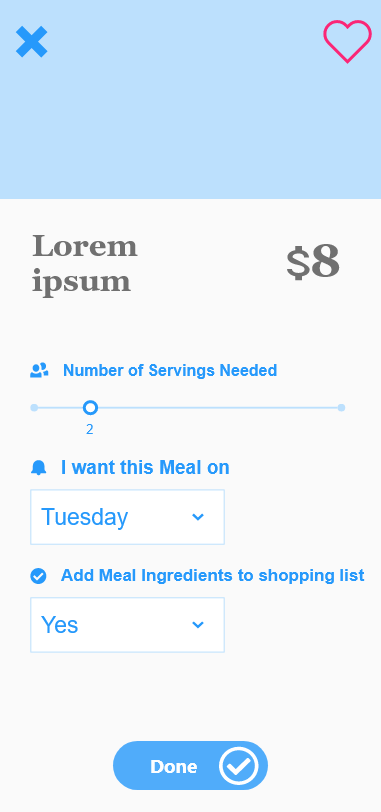 Lorem
ipsum
$8
Number of Servings Needed
2
I want this Meal on
Tuesday
Add Meal Ingredients to shopping list
Yes
Done